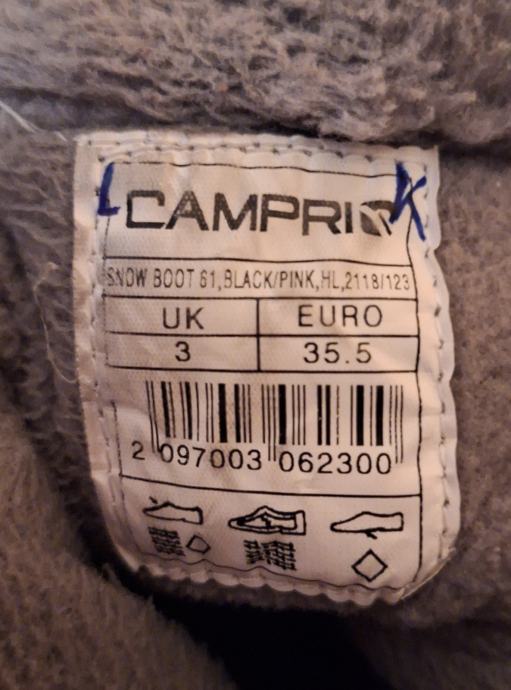 L K
CAMPRI
SNOW BOOT 61,BLACK/PINK,HL,2118/123
UK EURO
3 35.5
2 097003 062300